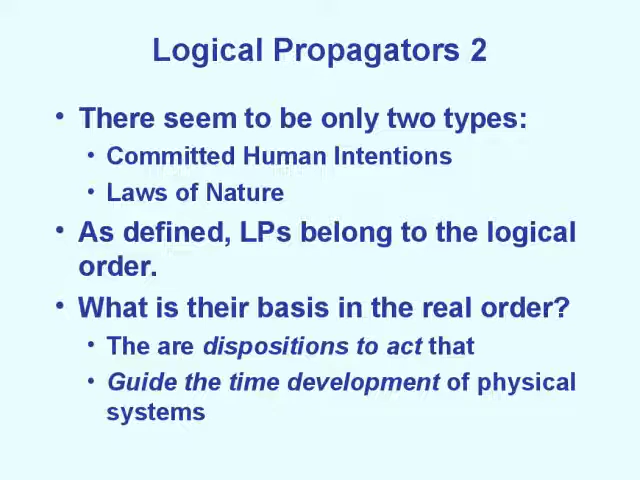 Logical Propagators 2
• There seem to be only two types:
• Committed Human Intentions
• Laws of Nature
• As defined, LPs belong to the logical
order.
• What is their basis in the real order?
• The are dispositions to act that
• Guide the time development of physical
systems